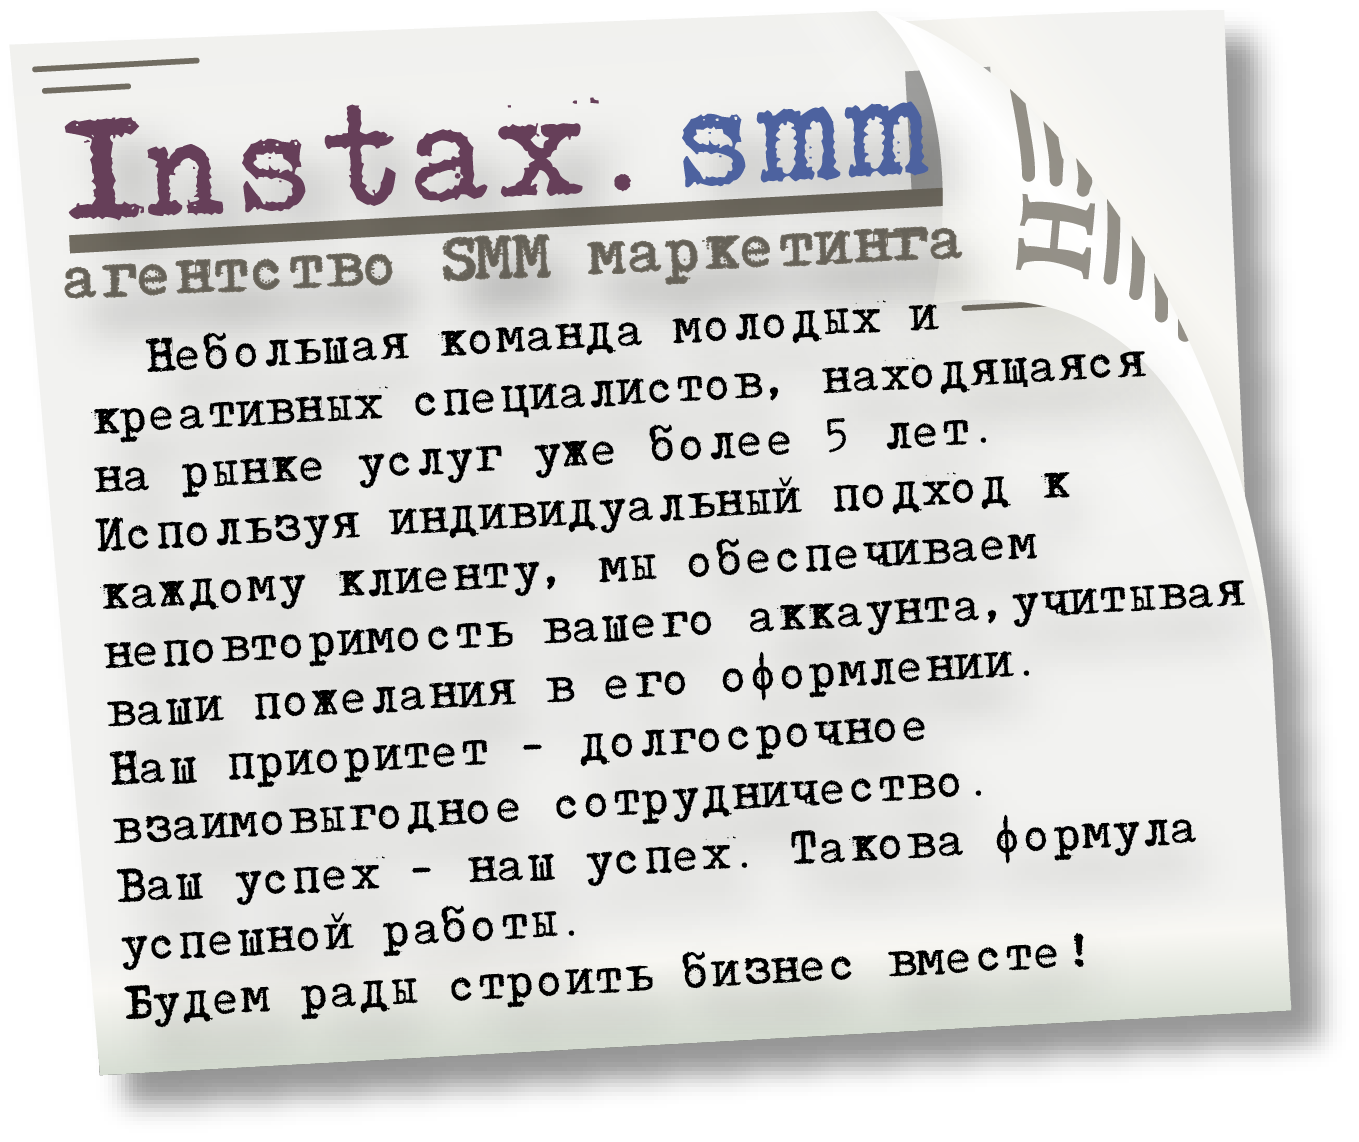 Instax.smm
агентство SMM маркетинга
Небольшая команда молодых и
креативных специалистов, находящаяся
на рынке услуг уже более 5 лет.
Используя индивидуальный подход к
каждому клиенту, мы обеспечиваем
неповторимость вашего аккаунта,учитывая
ваши пожелания в его оформлении.
Наш приоритет - долгосрочное
взаимовыгодное сотрудничество.
Ваш успех - наш успех. Такова формула
успешной работы.
Будем рады строить бизнес вместе!